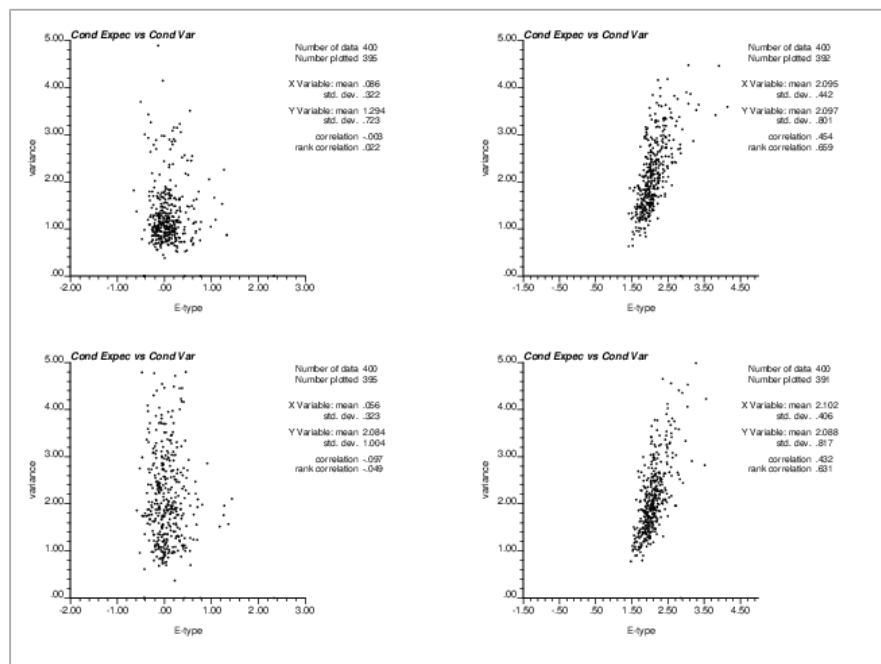 Cond Expec vs Cond Var
Number of data 400
Number plotted 395
X Variable: mean .086
std. dev. .322
Y Variable: mean 1.294
std. dev. .723
correlation -.003
rank correlation .022
variance
5.00
4.00
3.00
2.00
1.00
.00
-2.00 -1.00 .00 1.00 2.00 3.00
E-type
Cond Expec vs Cond Var
Number of data 400
Number plotted 392
X Variable: mean 2.095
std. dev. .442
Y Variable: mean 2.097
std. dev. .801
correlation .454
rank correlation .659
variance
5.00
4.00
3.00
2.00
1.00
.00
-1.50 -.50 .50 1.50 2.50 3.50 4.50
E-type
Cond Expec vs Cond Var
Number of data 400
Number plotted 395
X Variable: mean .056
std. dev. .323
Y Variable: mean 2.084
std. dev. 1.004
correlation -.097
rank correlation -.049
variance
5.00
4.00
3.00
2.00
1.00
.00
-2.00 -1.00 .00 1.00 2.00 3.00
E-type
Cond Expec vs Cond Var
Number of data 400
Number plotted 391
X Variable: mean 2.102
std. dev. .406
Y Variable: mean 2.088
std. dev. .817
correlation .432
rank correlation .631
variance
5.00
4.00
3.00
2.00
1.00
.00
-1.50 -.50 .50 1.50 2.50 3.50 4.50
E-type